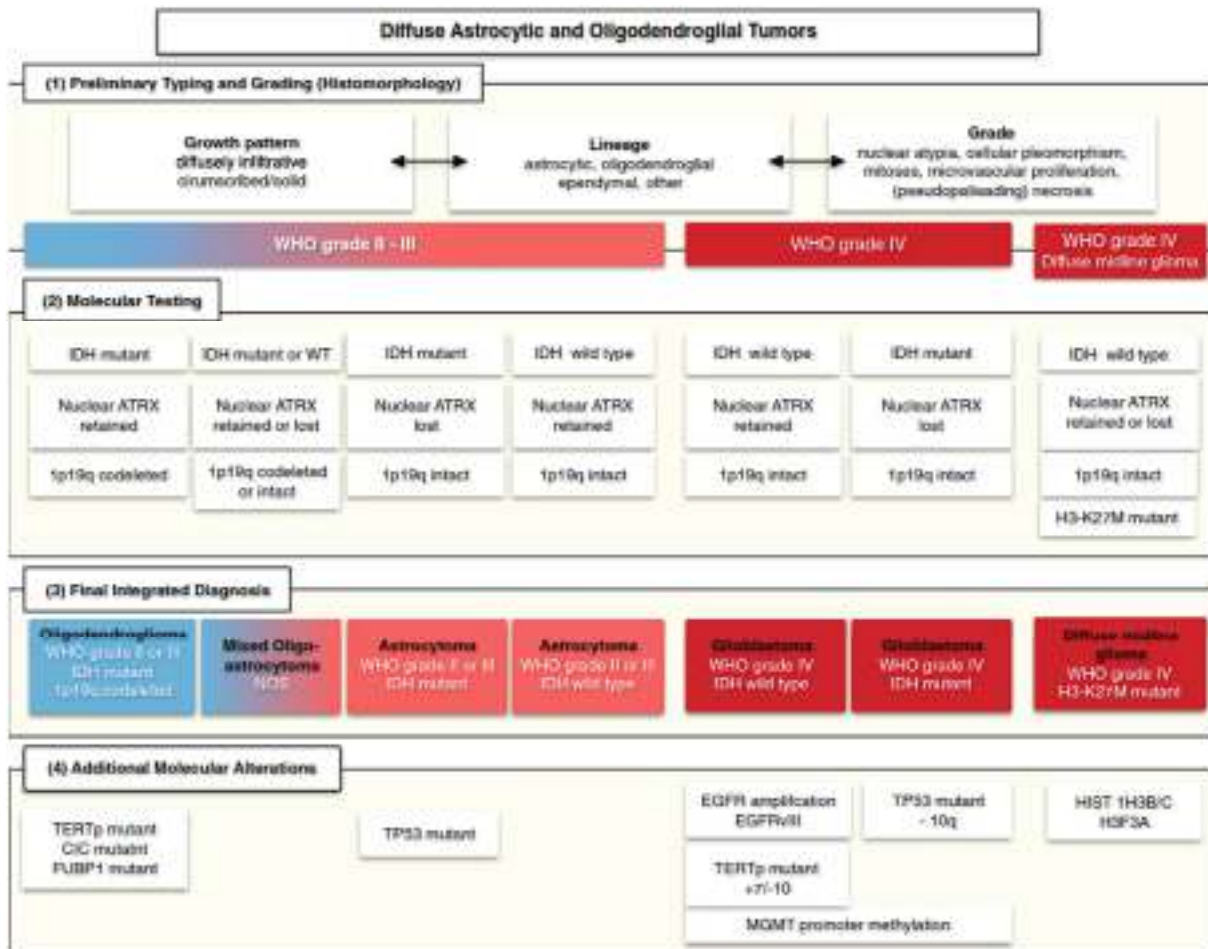 Diffuse Astrocytic and Oligodendroglial Tumors
(1) Preliminary Typing and Grading (Histomorphology)
Growth pattern
diffusely infiltrative
cirumscribed/solid
Lineage
astrocytic, oligodendroglial
ependymal, other
Grade
nuclear atypia, cellular pleomorphism,
mitoses, microvascular proliferation,
(pseudopalisading) necrosis
WHO grade II - III
WHO grade IV
WHO grade IV
Diffuse midline glioma
(2) Molecular Testing
IDH mutant
IDH mutant or WT
IDH mutant
IDH wild type
IDH wild type
IDH mutant
IDH wild type
Nuclear ATRX
retained
Nuclear ATRX
retained or lost
Nuclear ATRX
lost
Nuclear ATRX
retained
Nuclear ATRX
retained
Nuclear ATRX
lost
Nuclear ATRX
retained or lost
1p19q codeleted
1p19q codeleted
or intact
1p19q intact
1p19q intact
1p19q intact
1p19q intact
1p19q intact
H3-K27M mutant
(3) Final Integrated Diagnosis
Oligodendroglioma
WHO grade II or III
IDH mutant
1p19q codeleted
Mixed Oligo-
astrocytoma
NOS
Astrocytoma
WHO grade II or III
IDH mutant
Astrocytoma
WHO grade II or III
IDH wild type
Glioblastoma
WHO grade IV
IDH wild type
Glioblastoma
WHO grade IV
IDH mutant
Diffuse midline
glioma
WHO grade IV
H3-K27M mutant
(4) Additional Molecular Alterations
TERTp mutant
CIC mutatnt
FUBP1 mutant
TP53 mutant
EGFR amplifcation
EGFRvIII
TP53 mutant
- 10q
HIST 1H3B/C
H3F3A
TERTp mutant
+7/-10
MGMT promoter methylation